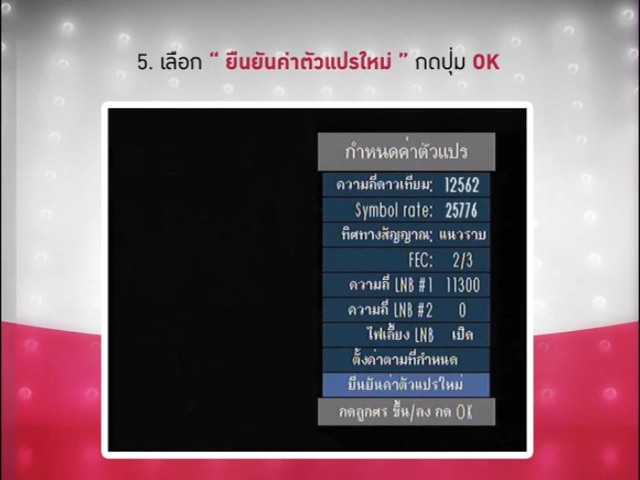 5. เลือก “ ยืนยันค่าตัวแปรใหม่ ” กดปุ่ม OK
กำหนดค่าตัวแปร
ความถี่ดาวเทียม: 12562
Symbol rate: 25776
ทิศทางสัญญาณ: แนวราบ
FEC: 2/3
ความถี่ LNB #1 11300
ความถี่ LNB #2 0
ไฟเลี้ยง LNB เปิด
ตั้งค่าตามที่กำหนด
ยืนยันค่าตัวแปรใหม่
กดลูกศร ขึ้น/ลง กด OK